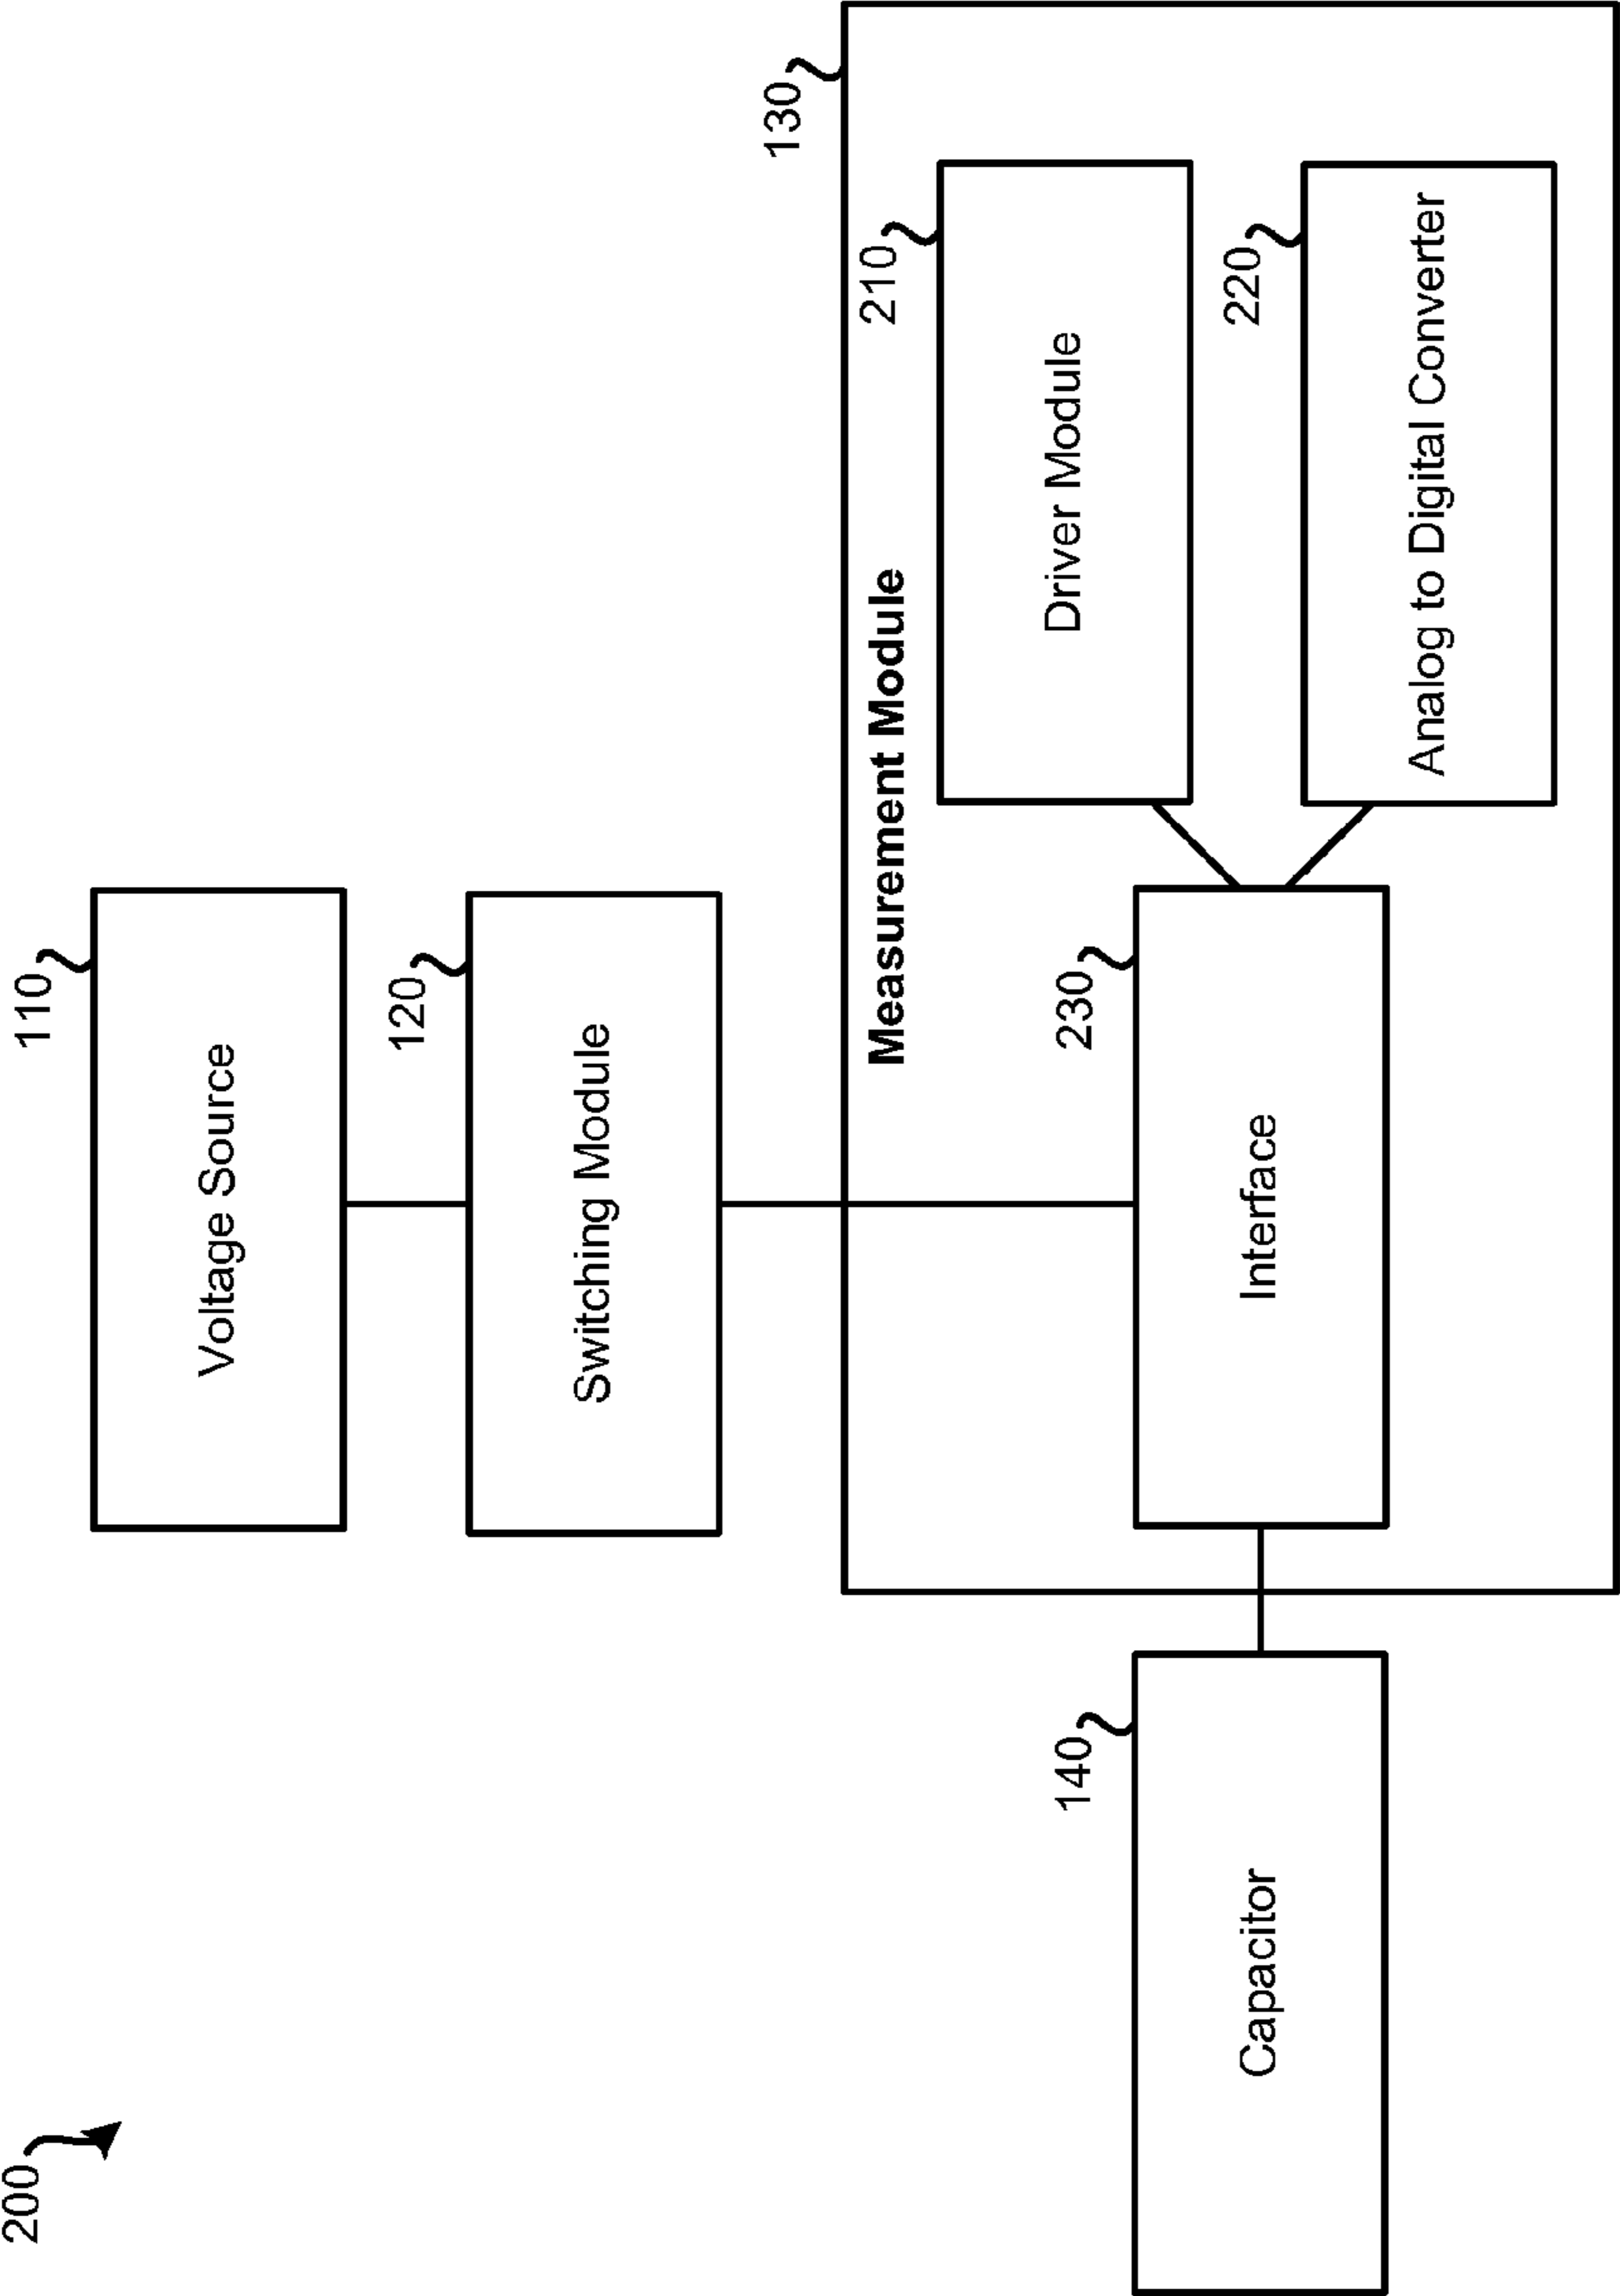 200
110
Voltage Source
120
Switching Module
130
Measurement Module
140
Capacitor
230
Interface
210
Driver Module
220
Analog to Digital Converter